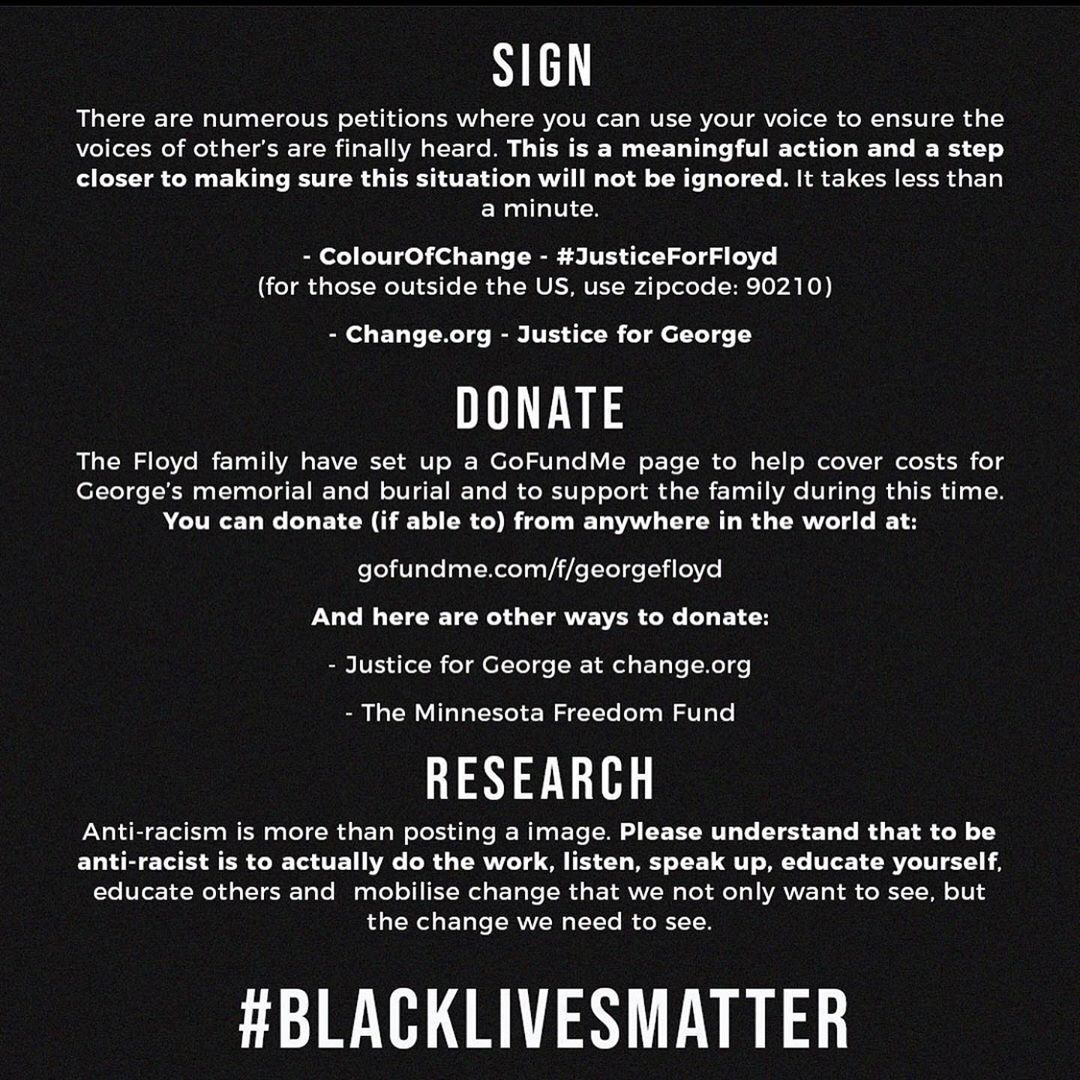 SIGN
There are numerous petitions where you can use your voice to ensure the
voices of other's are finally heard. This is a meaningful action and a step
closer to making sure this situation will not be ignored. It takes less than
a minute.
- ColourOfChange - #JusticeForFloyd
(for those outside the US, use zipcode: 90210)
- Change.org - Justice for George
DONATE
The Floyd family have set up a GoFundMe page to help cover costs for
George's memorial and burial and to support the family during this time.
You can donate (if able to) from anywhere in the world at:
gofundme.com/f/georgefloyd
And here are other ways to donate:
- Justice for George at change.org
- The Minnesota Freedom Fund
RESEARCH
Anti-racism is more than posting a image. Please understand that to be
anti-racist is to actually do the work, listen, speak up, educate yourself,
educate others and mobilise change that we not only want to see, but
the change we need to see.
#BLACKLIVESMATTER